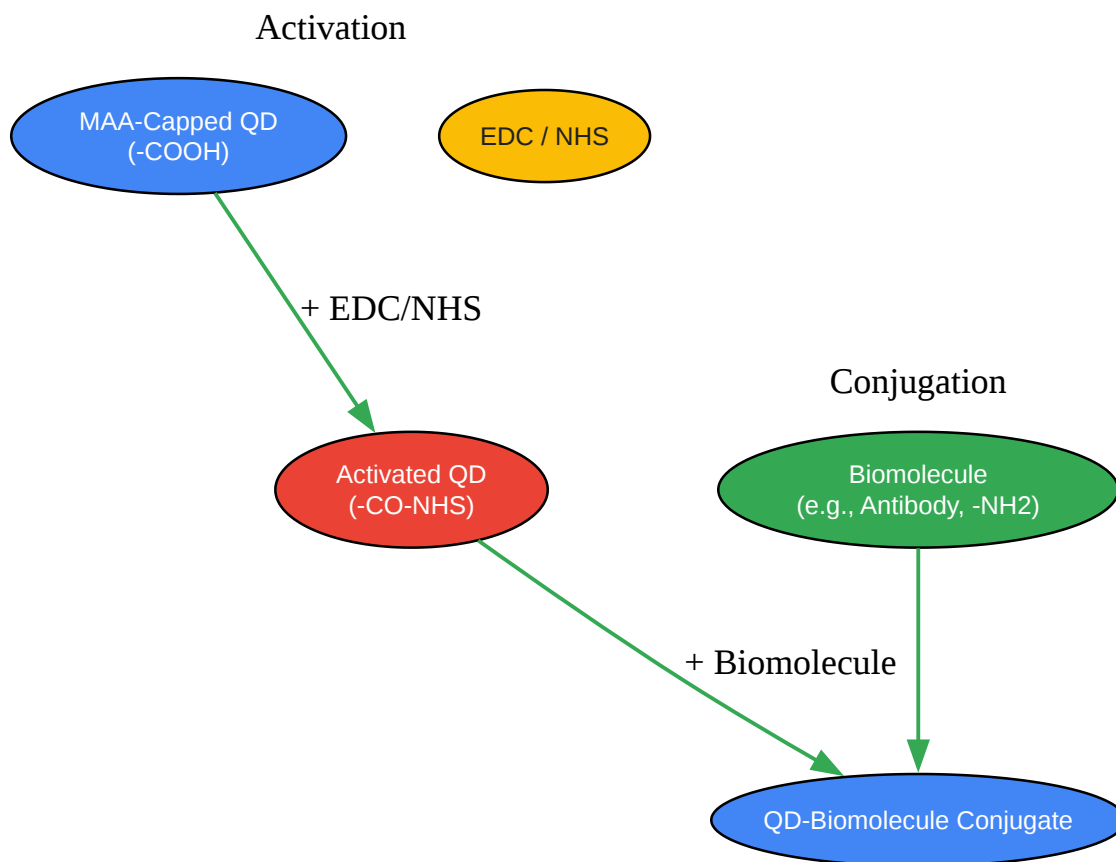 Activation
MAA-Capped QD
(-COOH)
EDC / NHS
+ EDC/NHS
Conjugation
Activated QD
(-CO-NHS)
Biomolecule
(e.g., Antibody, -NH2)
+ Biomolecule
QD-Biomolecule Conjugate